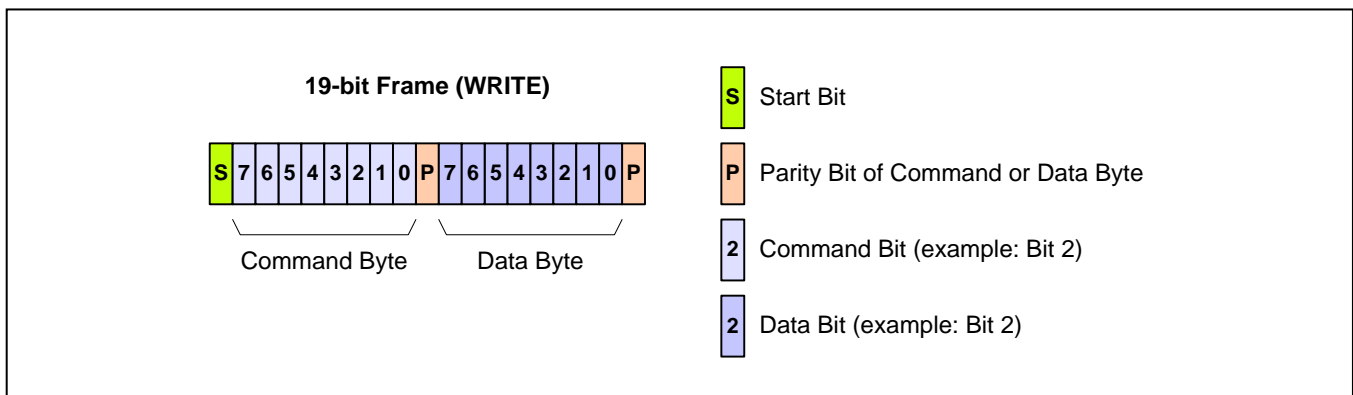 19-bit Frame (WRITE)
S 7 6 5 4 3 2 1 0 P 7 6 5 4 3 2 1 0 P
Command Byte Data Byte
S Start Bit
P Parity Bit of Command or Data Byte
2 Command Bit (example: Bit 2)
2 Data Bit (example: Bit 2)